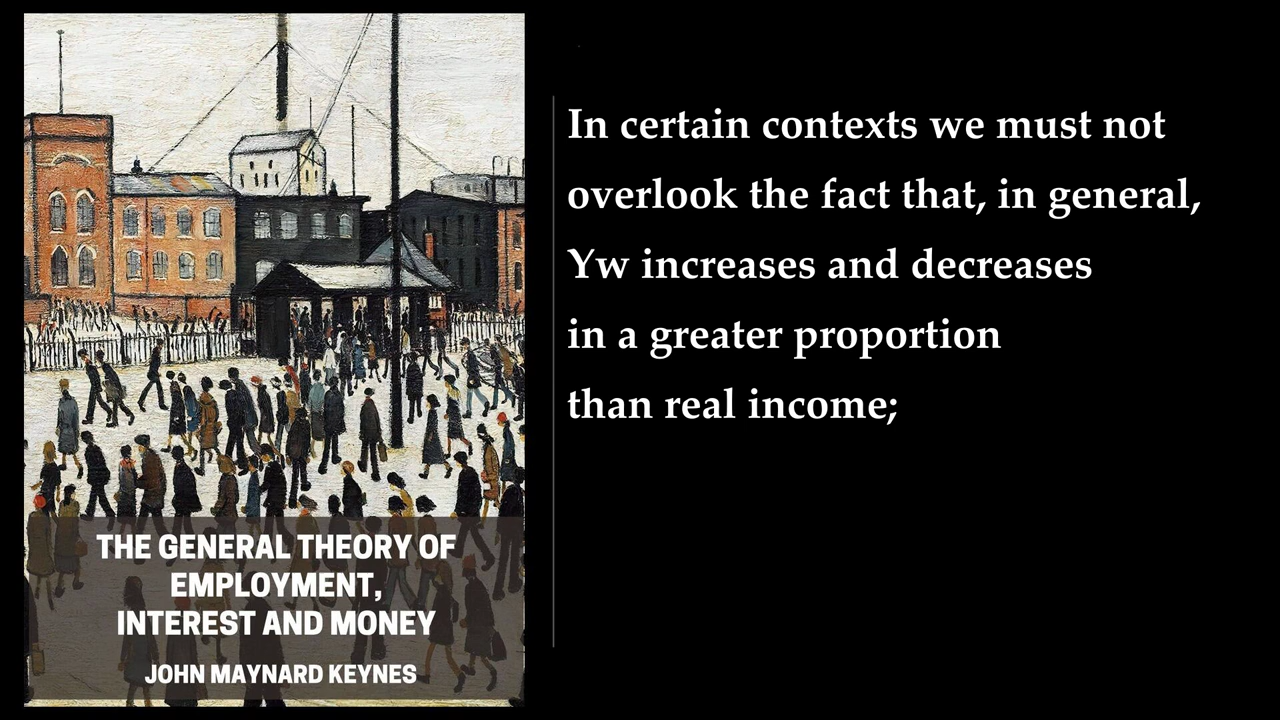 THE GENERAL THEORY OF
EMPLOYMENT,
INTEREST AND MONEY
JOHN MAYNARD KEYNES
In certain contexts we must not
overlook the fact that, in general,
Yw increases and decreases
in a greater proportion
than real income;